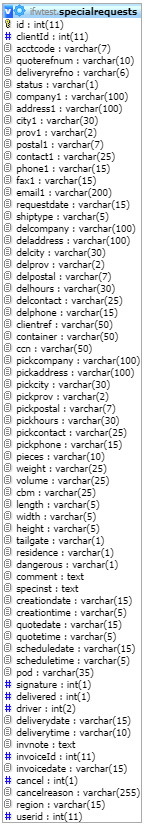 ifwtest.specialrequests
id : int(11)
clientId : int(11)
acctcode : varchar(7)
quoterefnum : varchar(10)
deliveryrefno : varchar(6)
status : varchar(1)
company1 : varchar(100)
address1 : varchar(100)
city1 : varchar(30)
prov1 : varchar(2)
postal1 : varchar(7)
contact1 : varchar(25)
phone1 : varchar(15)
fax1 : varchar(15)
email1 : varchar(200)
requestdate : varchar(15)
shiptype : varchar(5)
delcompany : varchar(100)
deladdress : varchar(100)
delcity : varchar(30)
delprov : varchar(2)
delpostal : varchar(7)
delhours : varchar(30)
delcontact : varchar(25)
delphone : varchar(15)
clientref : varchar(50)
container : varchar(50)
ccn : varchar(50)
pickcompany : varchar(100)
pickaddress : varchar(100)
pickcity : varchar(30)
pickprov : varchar(2)
pickpostal : varchar(7)
pickhours : varchar(30)
pickcontact : varchar(25)
pickphone : varchar(15)
pieces : varchar(10)
weight : varchar(25)
volume : varchar(25)
cbm : varchar(25)
length : varchar(5)
width : varchar(5)
height : varchar(5)
tailgate : varchar(1)
residence : varchar(1)
dangerous : varchar(1)
comment : text
specinst : text
creationdate : varchar(15)
creationtime : varchar(5)
quotedate : varchar(15)
quotetime : varchar(5)
scheduledate : varchar(15)
scheduletime : varchar(5)
pod : varchar(35)
signature : int(1)
delivered : int(1)
driver : int(2)
deliverydate : varchar(15)
deliverytime : varchar(10)
invnote : text
invoiceId : int(11)
invoicedate : varchar(15)
cancel : int(1)
cancelreason : varchar(255)
region : varchar(15)
userid : int(11)